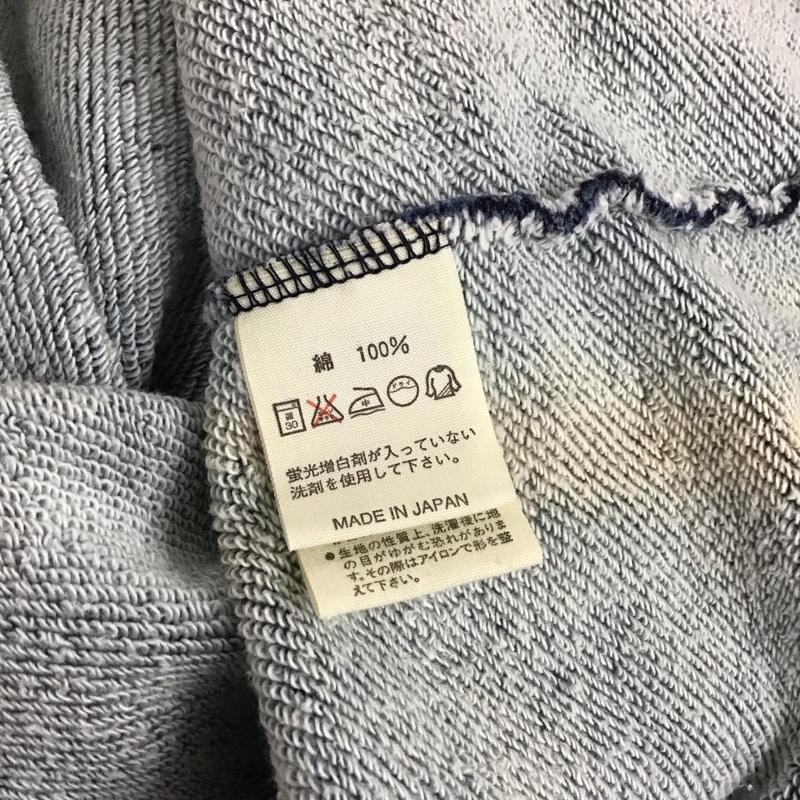 綿 100%
30
中
ドライ
蛍光増白剤が入っていない
洗剤を使用して下さい。
MADE IN JAPAN
●生地の性質上、洗濯後に地
の目がゆがむ恐れがありま
す。その際はアイロンで形を整
えて下さい。